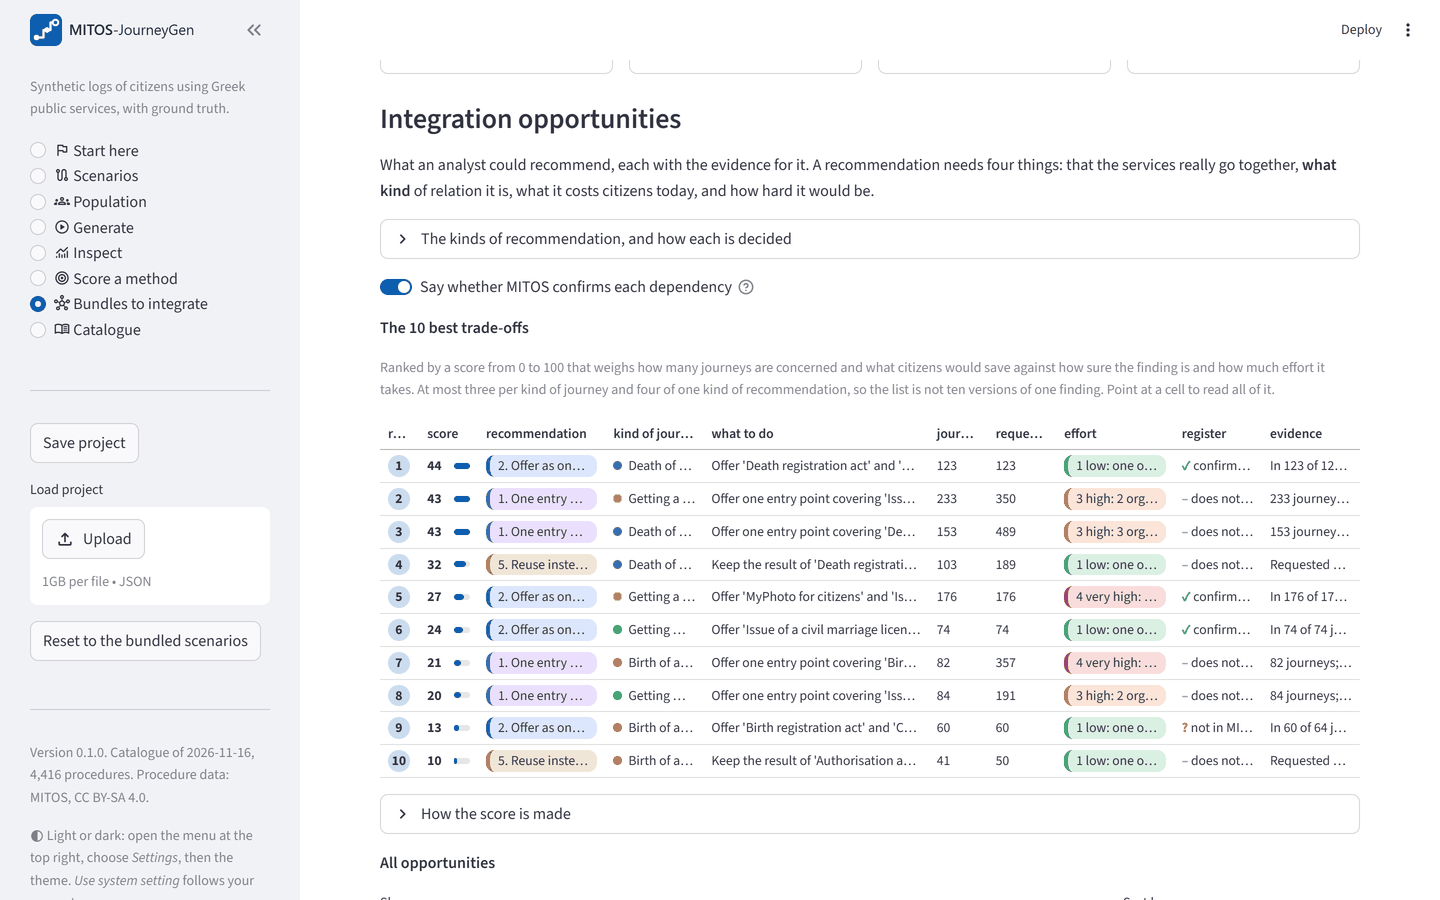 MITOS-JourneyGen
Deploy
Synthetic logs of citizens using Greek
public services, with ground truth.
Start here
Scenarios
Population
Generate
Inspect
Score a method
Bundles to integrate
Catalogue
Save project
Load project
Upload
1GB per file • JSON
Reset to the bundled scenarios
Version 0.1.0. Catalogue of 2026-11-16,
4,416 procedures. Procedure data:
MITOS, CC BY-SA 4.0.
Light or dark: open the menu at the
top right, choose Settings, then the
theme. Use system setting follows your
Integration opportunities
What an analyst could recommend, each with the evidence for it. A recommendation needs four things: that the services really go together, what
kind of relation it is, what it costs citizens today, and how hard it would be.
The kinds of recommendation, and how each is decided
Say whether MITOS confirms each dependency ?
The 10 best trade-offs
Ranked by a score from 0 to 100 that weighs how many journeys are concerned and what citizens would save against how sure the finding is and how much effort it
takes. At most three per kind of journey and four of one kind of recommendation, so the list is not ten versions of one finding. Point at a cell to read all of it.
r... score recommendation kind of jour... what to do jour... reque... effort register evidence
1 44 2. Offer as on... Death of ... Offer 'Death registration act' and '... 123 123 1 low: one o... ✓ confirm... In 123 of 12...
2 43 1. One entry ... Getting a ... Offer one entry point covering 'Iss... 233 350 3 high: 2 org... – does not... 233 journey...
3 43 1. One entry ... Death of ... Offer one entry point covering 'De... 153 489 3 high: 3 org... – does not... 153 journey...
4 32 5. Reuse inste... Death of ... Keep the result of 'Death registrati... 103 189 1 low: one o... – does not... Requested ...
5 27 2. Offer as on... Getting a ... Offer 'MyPhoto for citizens' and 'Is... 176 176 4 very high: ... ✓ confirm... In 176 of 17...
6 24 2. Offer as on... Getting ... Offer 'Issue of a civil marriage licen... 74 74 1 low: one o... ✓ confirm... In 74 of 74 j...
7 21 1. One entry ... Birth of a... Offer one entry point covering 'Bir... 82 357 4 very high: ... – does not... 82 journeys;...
8 20 1. One entry ... Getting ... Offer one entry point covering 'Iss... 84 191 3 high: 2 org... – does not... 84 journeys;...
9 13 2. Offer as on... Birth of a... Offer 'Birth registration act' and 'C... 60 60 1 low: one o... ? not in MI... In 60 of 64 j...
10 10 5. Reuse inste... Birth of a... Keep the result of 'Authorisation a... 41 50 1 low: one o... – does not... Requested ...
How the score is made
All opportunities